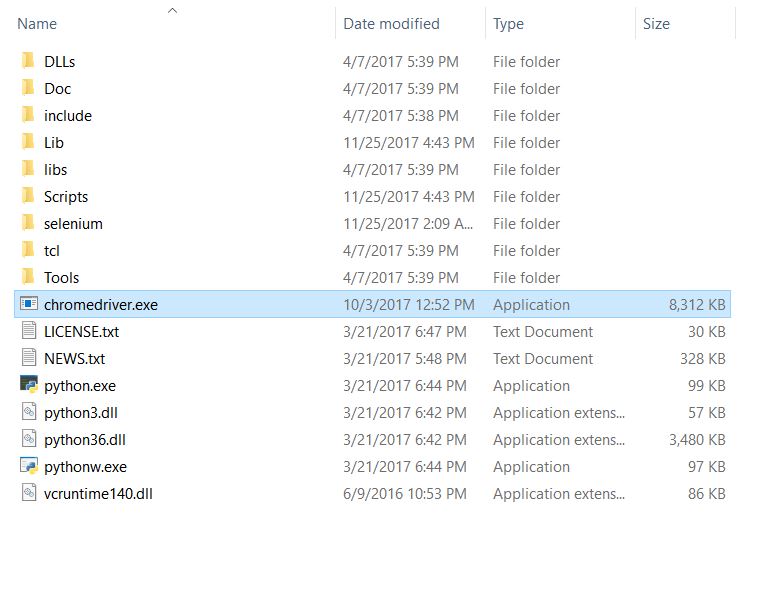 Name Date modified Type Size
DLLs 4/7/2017 5:39 PM File folder
Doc 4/7/2017 5:39 PM File folder
include 4/7/2017 5:38 PM File folder
Lib 11/25/2017 4:43 PM File folder
libs 4/7/2017 5:39 PM File folder
Scripts 11/25/2017 4:43 PM File folder
selenium 11/25/2017 2:09 A... File folder
tcl 4/7/2017 5:39 PM File folder
Tools 4/7/2017 5:39 PM File folder
chromedriver.exe 10/3/2017 12:52 PM Application 8,312 KB
LICENSE.txt 3/21/2017 6:47 PM Text Document 30 KB
NEWS.txt 3/21/2017 5:48 PM Text Document 328 KB
python.exe 3/21/2017 6:44 PM Application 99 KB
python3.dll 3/21/2017 6:42 PM Application extens... 57 KB
python36.dll 3/21/2017 6:42 PM Application extens... 3,480 KB
pythonw.exe 3/21/2017 6:44 PM Application 97 KB
vcruntime140.dll 6/9/2016 10:53 PM Application extens... 86 KB